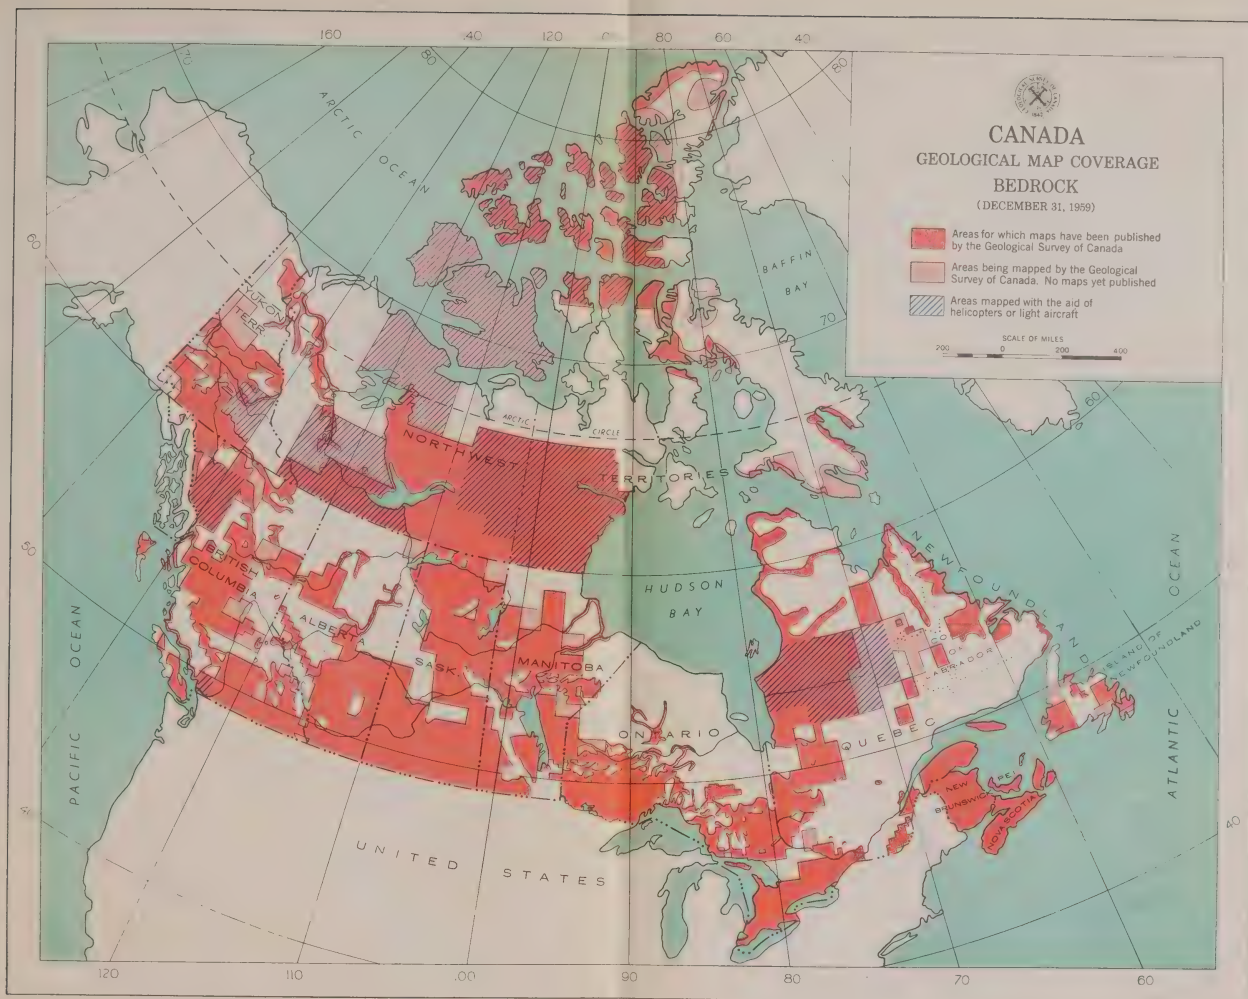 160
140
120
80
60
40
80
80
70
ARCTIC OCEAN
60
50
BAFFIN
BAY
70
60
YUKON
TERR.
ARCTIC CIRCLE
NORTHWEST TERRITORIES
HUDSON
BAY
BRITISH
COLUMBIA
ALBERTA
SASK.
MANITOBA
ONTARIO
QUEBEC
NEWFOUNDLAND
LABRADOR
ISLAND OF
NEWFOUNDLAND
NEW
BRUNSWICK
P.E.I.
NOVA SCOTIA
PACIFIC OCEAN
ATLANTIC OCEAN
UNITED STATES
40
120
110
100
90
80
70
60
CANADA
GEOLOGICAL MAP COVERAGE
BEDROCK
(DECEMBER 31, 1959)
Areas for which maps have been published
by the Geological Survey of Canada
Areas being mapped by the Geological
Survey of Canada. No maps yet published
Areas mapped with the aid of
helicopters or light aircraft
SCALE OF MILES
200 0 200 400